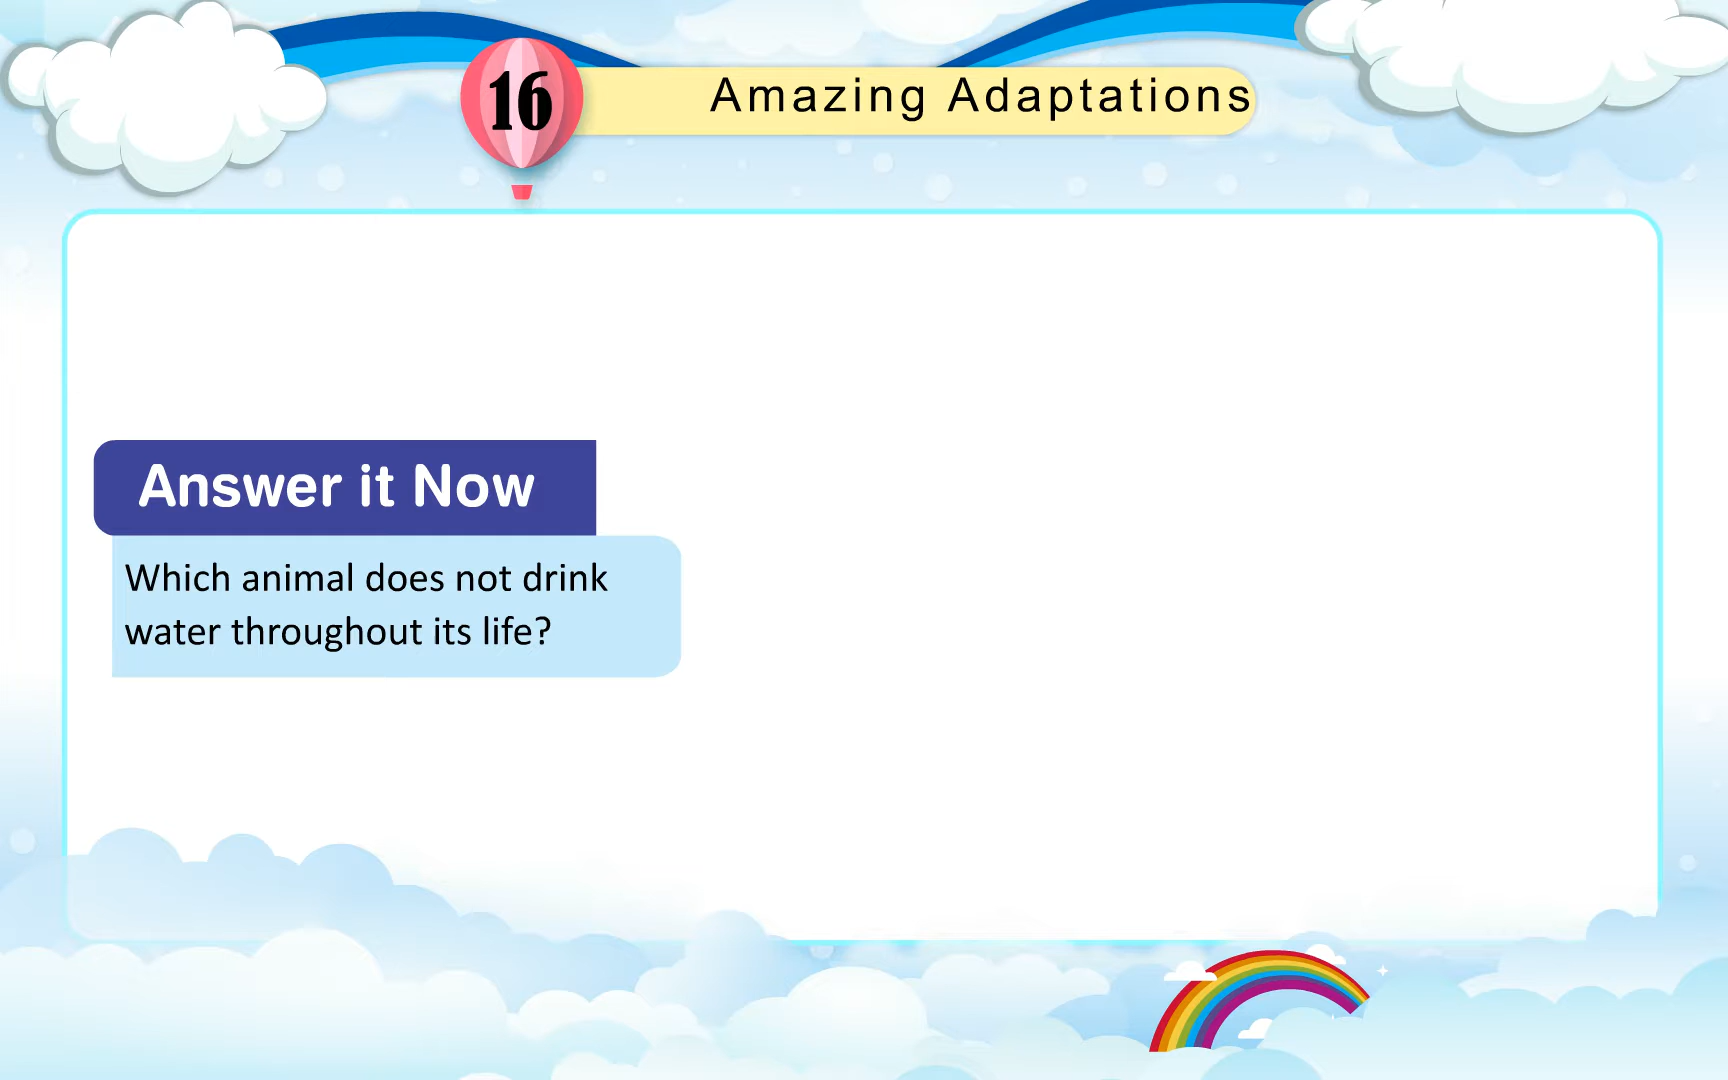 16
Amazing Adaptations
Answer it Now
Which animal does not drink
water throughout its life?